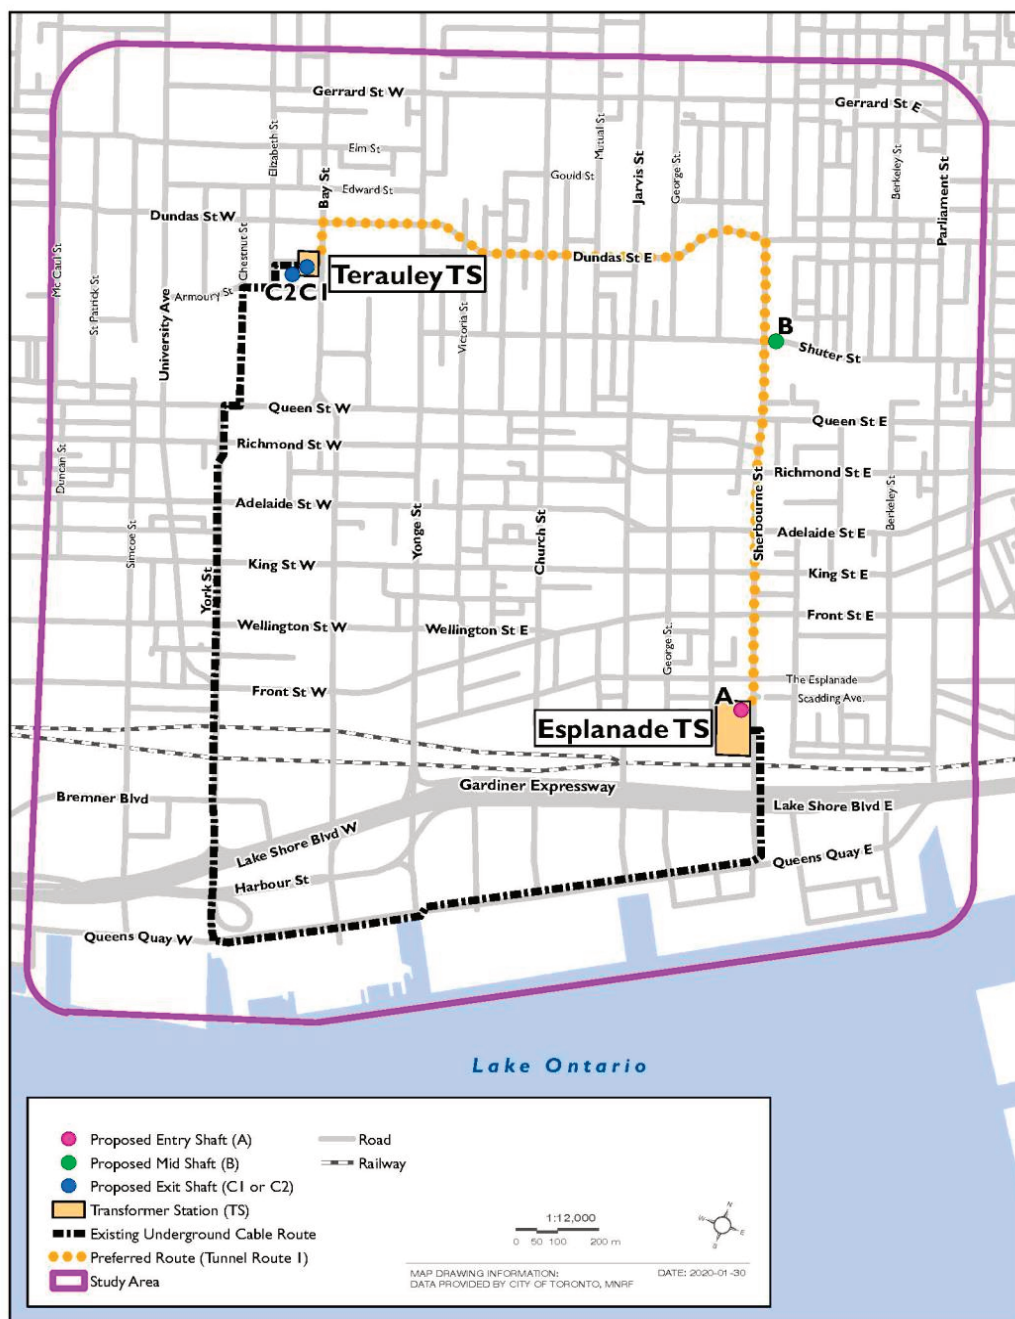 Gerrard St W
Gerrard St E
Elizabeth St
Elm St
Mutual St
Jarvis St
George St.
Berkeley St
Parliament St
Bay St
Gould St
Edward St
Dundas St W
Chestnut St
Mc Caul St
St Patrick St
University Ave
Armoury St
C2
C1
Terauley TS
Dundas St E
Victoria St
B
Shuter St
Queen St W
Queen St E
Richmond St W
Richmond St E
Duncan St
Simcoe St
Adelaide St W
Adelaide St E
Yonge St
Church St
Sherbourne St
Berkeley St
King St W
King St E
York St
Wellington St W
Wellington St E
Front St E
George St.
Front St W
The Esplanade
Scadding Ave.
A
Esplanade TS
Gardiner Expressway
Bremner Blvd
Lake Shore Blvd W
Lake Shore Blvd E
Harbour St
Queens Quay E
Queens Quay W
Lake Ontario
Proposed Entry Shaft (A)
Proposed Mid Shaft (B)
Proposed Exit Shaft (C1 or C2)
Transformer Station (TS)
Existing Underground Cable Route
Preferred Route (Tunnel Route 1)
Study Area
Road
Railway
1:12,000
0 50 100 200 m
N
W
E
S
MAP DRAWING INFORMATION:
DATA PROVIDED BY CITY OF TORONTO, MNRF
DATE: 2020-01-30